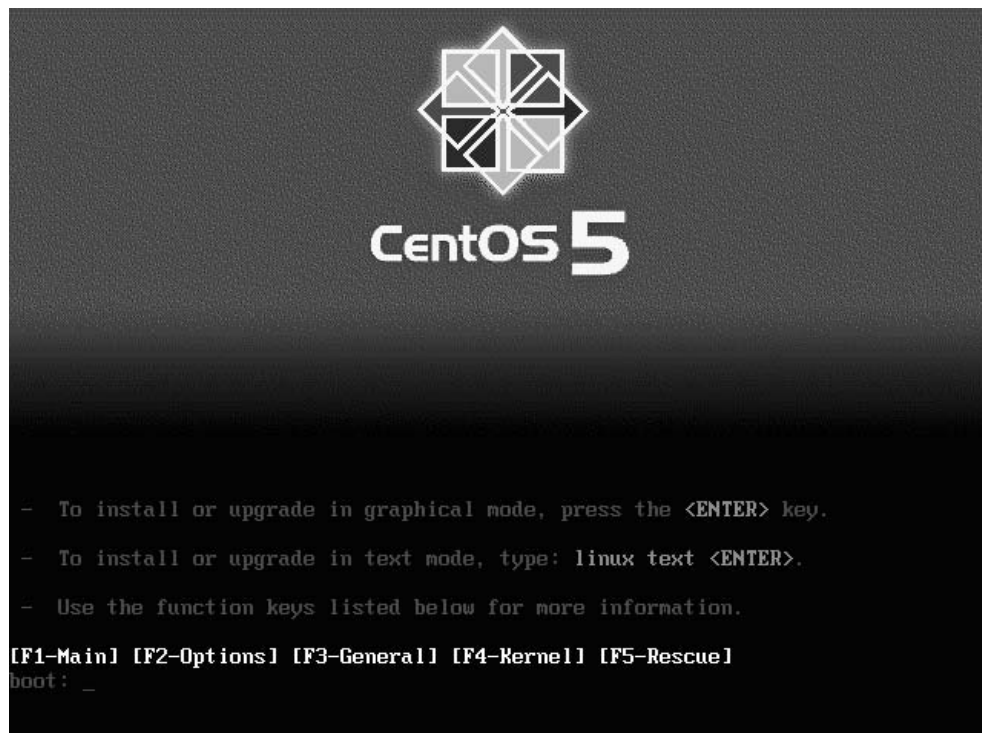 CentOS 5
- To install or upgrade in graphical mode, press the <ENTER> key.
- To install or upgrade in text mode, type: linux text <ENTER>.
- Use the function keys listed below for more information.
[F1-Main] [F2-Options] [F3-General] [F4-Kernel] [F5-Rescue]
boot: _